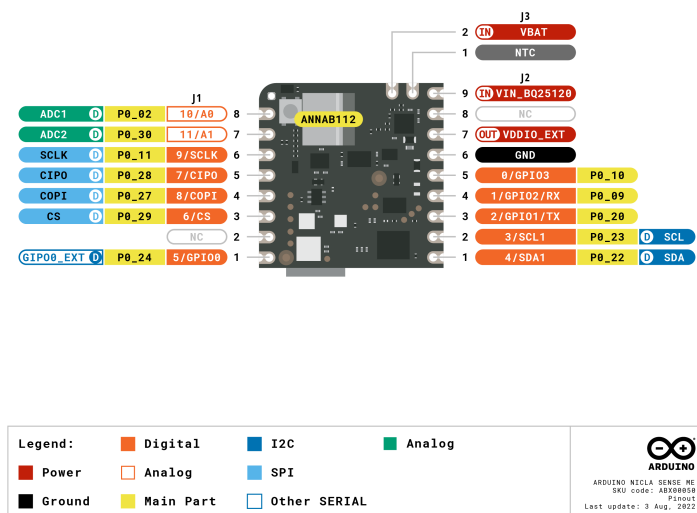 J3
2 IN VBAT
1 NTC
J2
9 IN VIN_BQ25120
8 NC
7 OUT VDDIO_EXT
6 GND
5 0/GPIO3 P0_10
4 1/GPIO2/RX P0_09
3 2/GPIO1/TX P0_20
2 3/SCL1 P0_23 D SCL
1 4/SDA1 P0_22 D SDA
J1
ADC1 D P0_02 10/A0 8
ADC2 D P0_30 11/A1 7
SCLK D P0_11 9/SCLK 6
CIPO D P0_28 7/CIPO 5
COPI D P0_27 8/COPI 4
CS D P0_29 6/CS 3
NC 2
GIPO0_EXT D P0_24 5/GPIO0 1
ANNAB112
Legend:
Digital
I2C
Analog
Power
Analog
SPI
Ground
Main Part
Other SERIAL
ARDUINO
ARDUINO NICLA SENSE ME
SKU code: ABX00050
Pinout
Last update: 3 Aug, 2022